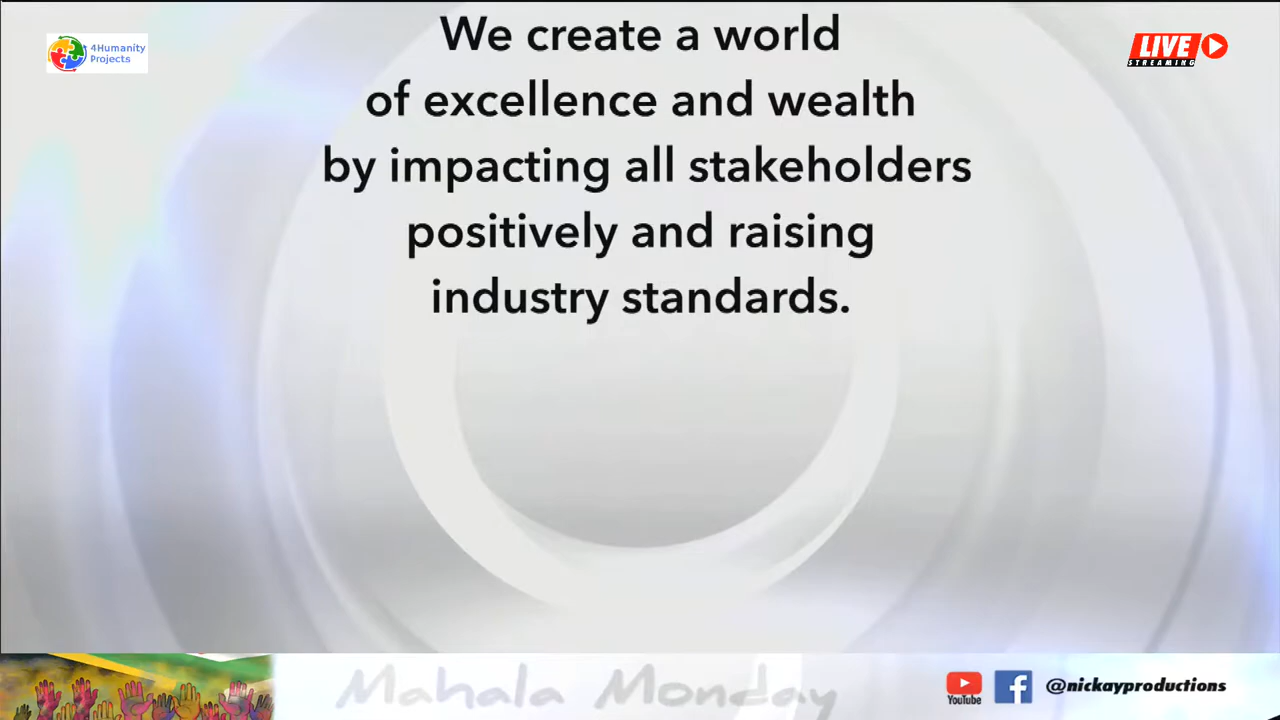 We create a world
of excellence and wealth
by impacting all stakeholders
positively and raising
industry standards.
4Humanity
Projects
LIVE
STREAMING
Mahala Monday
YouTube
@nickayproductions